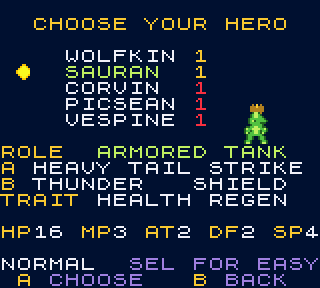 CHOOSE YOUR HERO
WOLFKIN 1
SAURAN 1
CORVIN 1
PICSEAN 1
VESPINE 1
ROLE ARMORED TANK
A HEAVY TAIL STRIKE
B THUNDER SHIELD
TRAIT HEALTH REGEN
HP16 MP3 AT2 DF2 SP4
NORMAL SEL FOR EASY
A CHOOSE B BACK